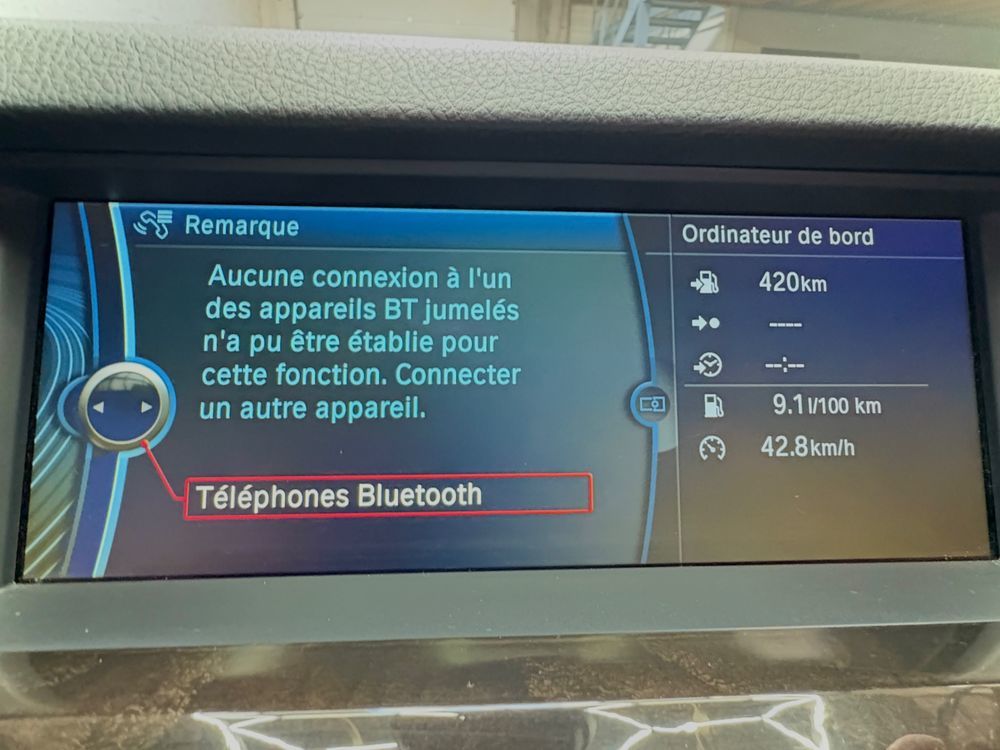 Remarque
Aucune connexion à l'un
des appareils BT jumelés
n'a pu être établie pour
cette fonction. Connecter
un autre appareil.
Téléphones Bluetooth
Ordinateur de bord
420km
----
--:--
9.1 l/100 km
42.8km/h